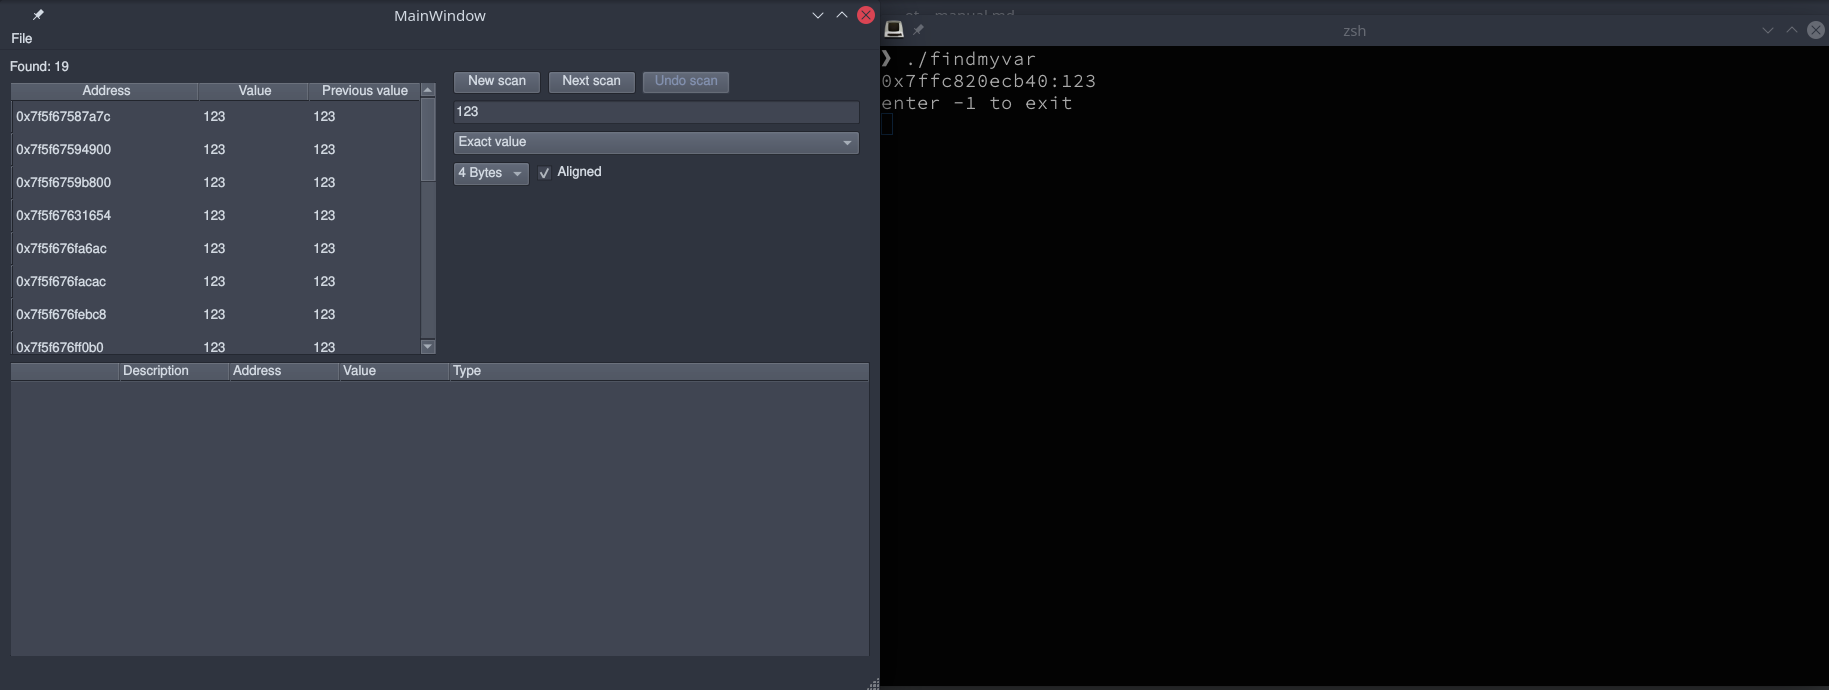 MainWindow
File
Found: 19
Address Value Previous value
0x7f5f67587a7c 123 123
0x7f5f67594900 123 123
0x7f5f6759b800 123 123
0x7f5f67631654 123 123
0x7f5f676fa6ac 123 123
0x7f5f676facac 123 123
0x7f5f676febc8 123 123
0x7f5f676ff0b0 123 123
New scan Next scan Undo scan
123
Exact value
4 Bytes Aligned
Description Address Value Type
zsh
❯ ./findmyvar
0x7ffc820ecb40:123
enter -1 to exit